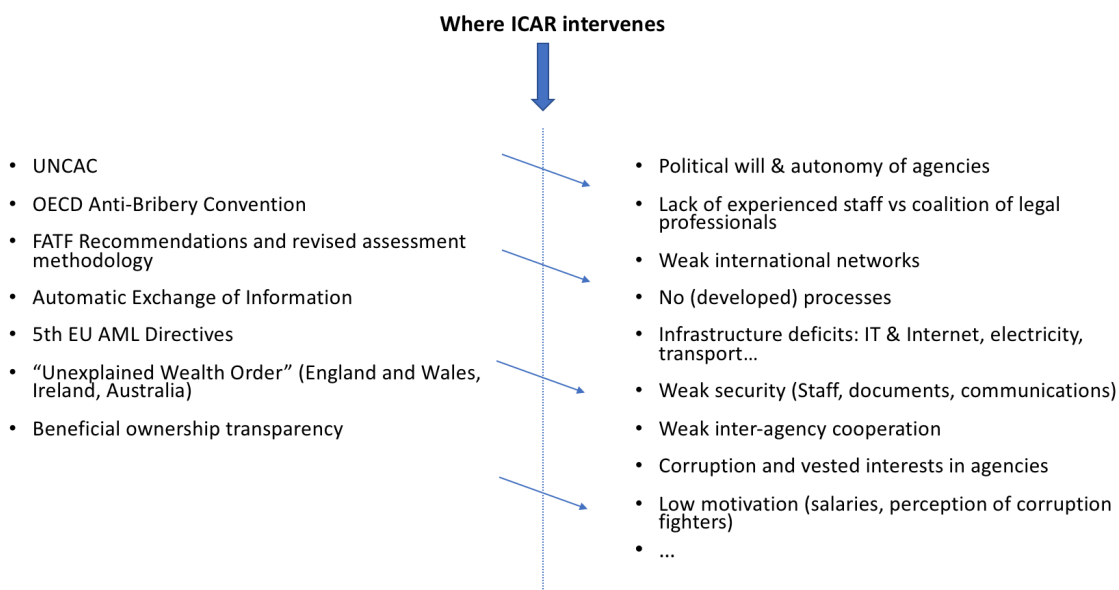 Where ICAR intervenes
• UNCAC
• OECD Anti-Bribery Convention
• FATF Recommendations and revised assessment
methodology
• Automatic Exchange of Information
• 5th EU AML Directives
• “Unexplained Wealth Order” (England and Wales,
Ireland, Australia)
• Beneficial ownership transparency
• Political will & autonomy of agencies
• Lack of experienced staff vs coalition of legal
professionals
• Weak international networks
• No (developed) processes
• Infrastructure deficits: IT & Internet, electricity,
transport…
• Weak security (Staff, documents, communications)
• Weak inter-agency cooperation
• Corruption and vested interests in agencies
• Low motivation (salaries, perception of corruption
fighters)
• …